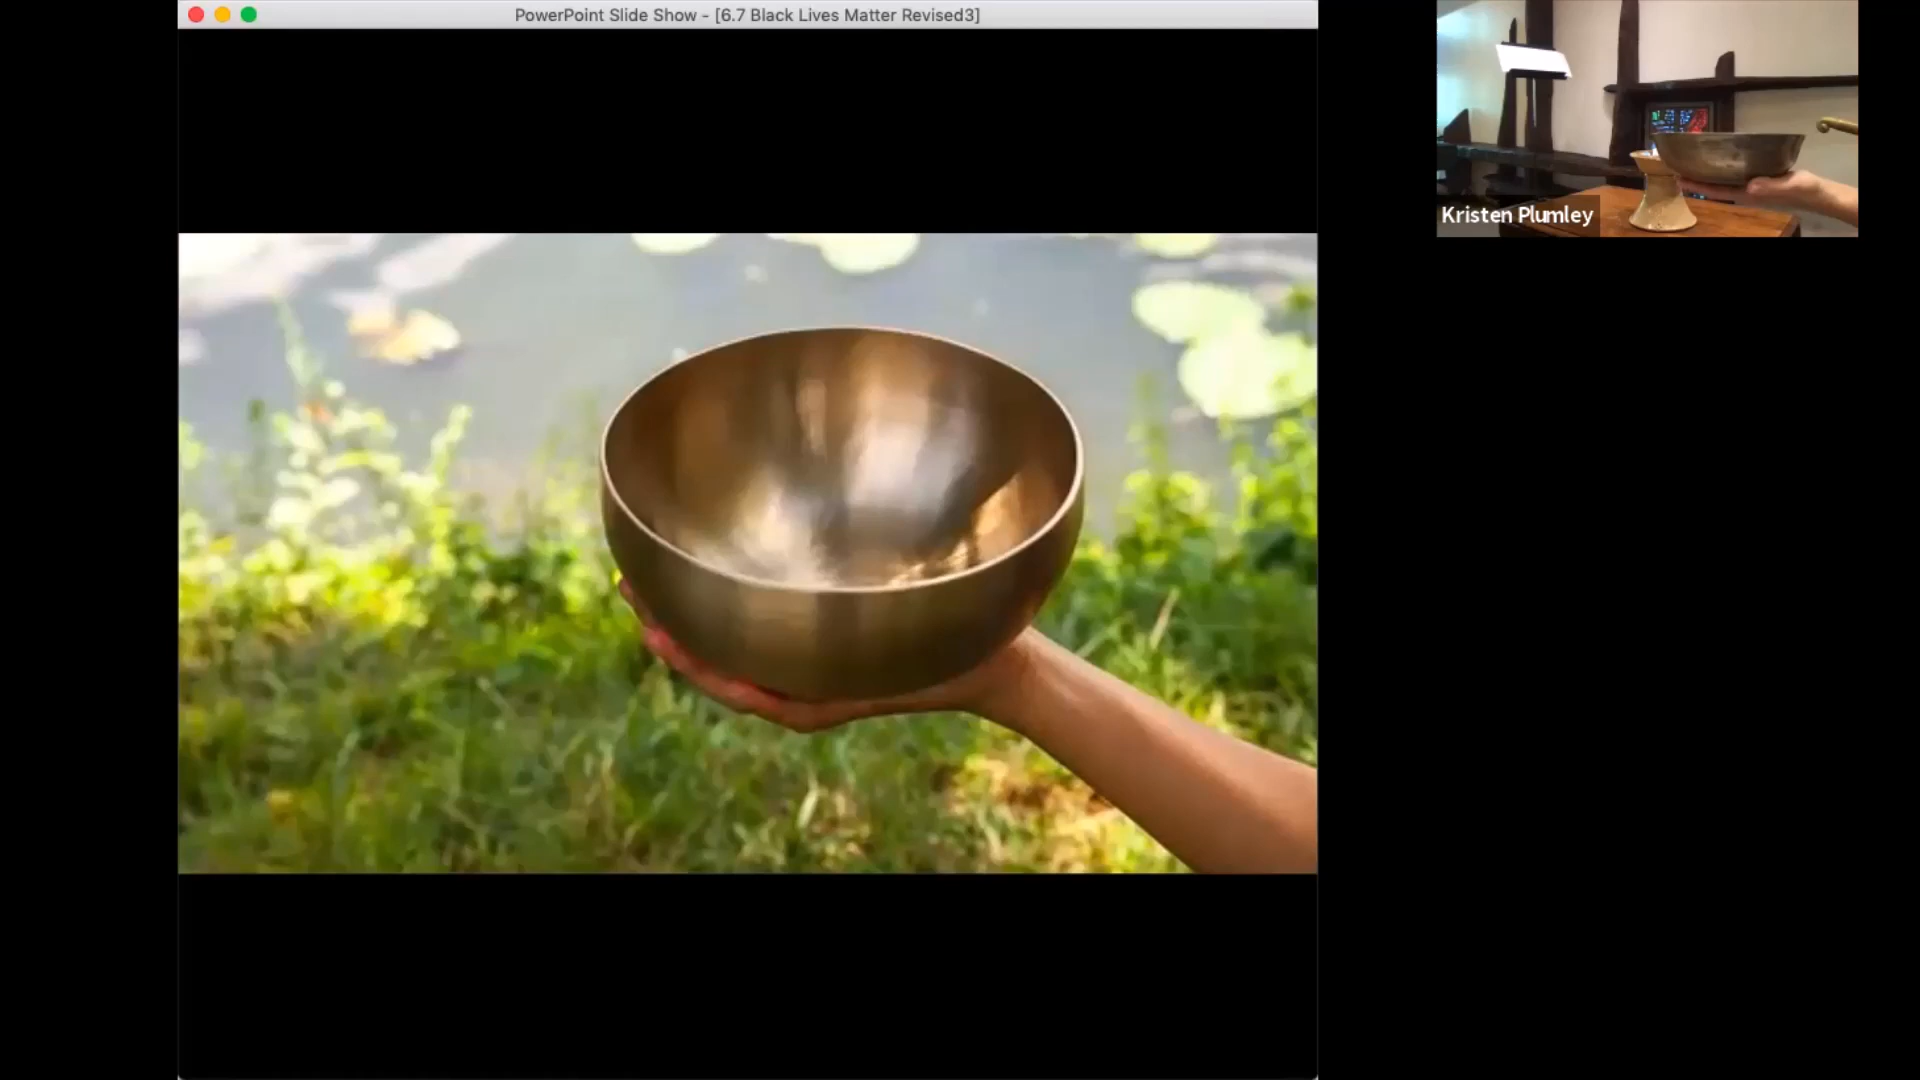 PowerPoint Slide Show - [6.7 Black Lives Matter Revised3]
Kristen Plumley